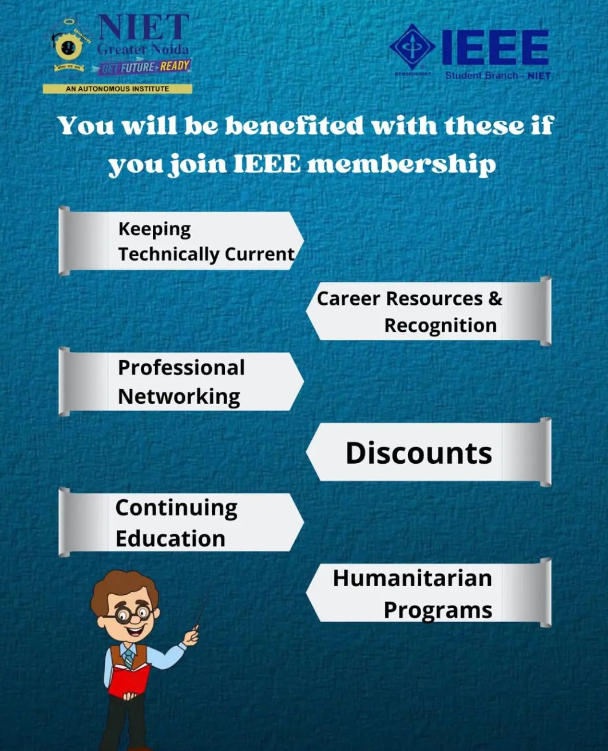 NIET
Greater Noida
GET FUTURE READY
AN AUTONOMOUS INSTITUTE
IEEE
Student Branch - NIET
You will be benefited with these if
you join IEEE membership
Keeping
Technically Current
Career Resources &
Recognition
Professional
Networking
Discounts
Continuing
Education
Humanitarian
Programs